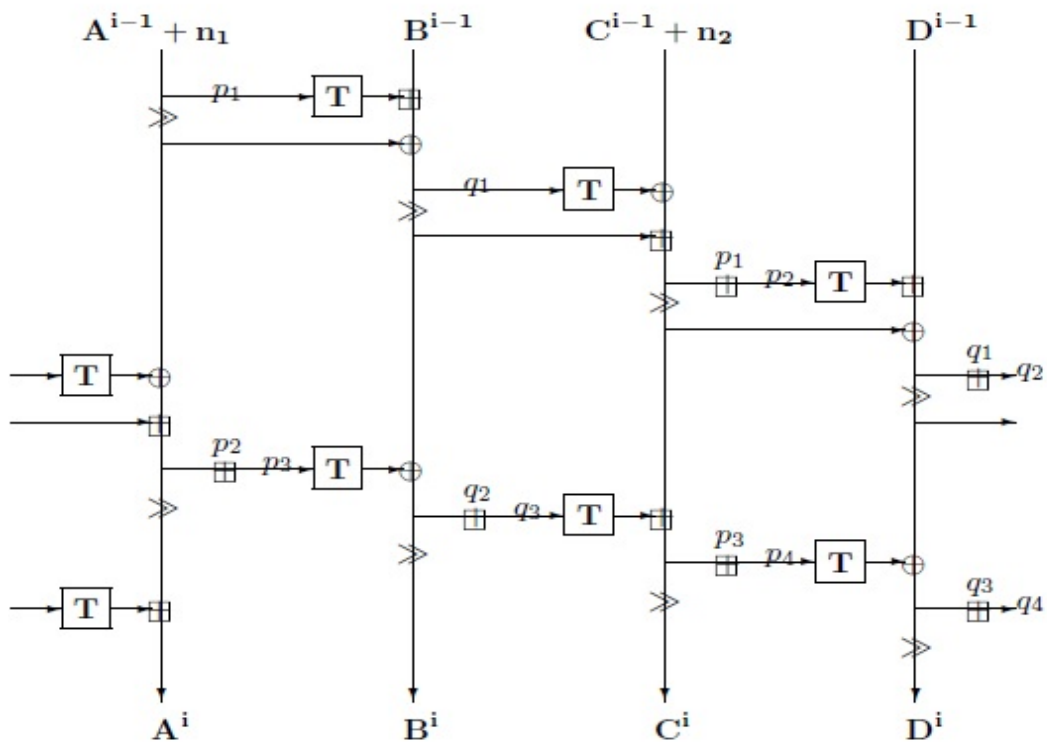 A^{i-1} + n_1 B^{i-1} C^{i-1} + n_2 D^{i-1}
p_1 T
q_1 T
p_1 p_2 T
T q_1 q_2
p_2 p_3 T
q_2 q_3 T
p_3 p_4 T
T q_3 q_4
A^i B^i C^i D^i